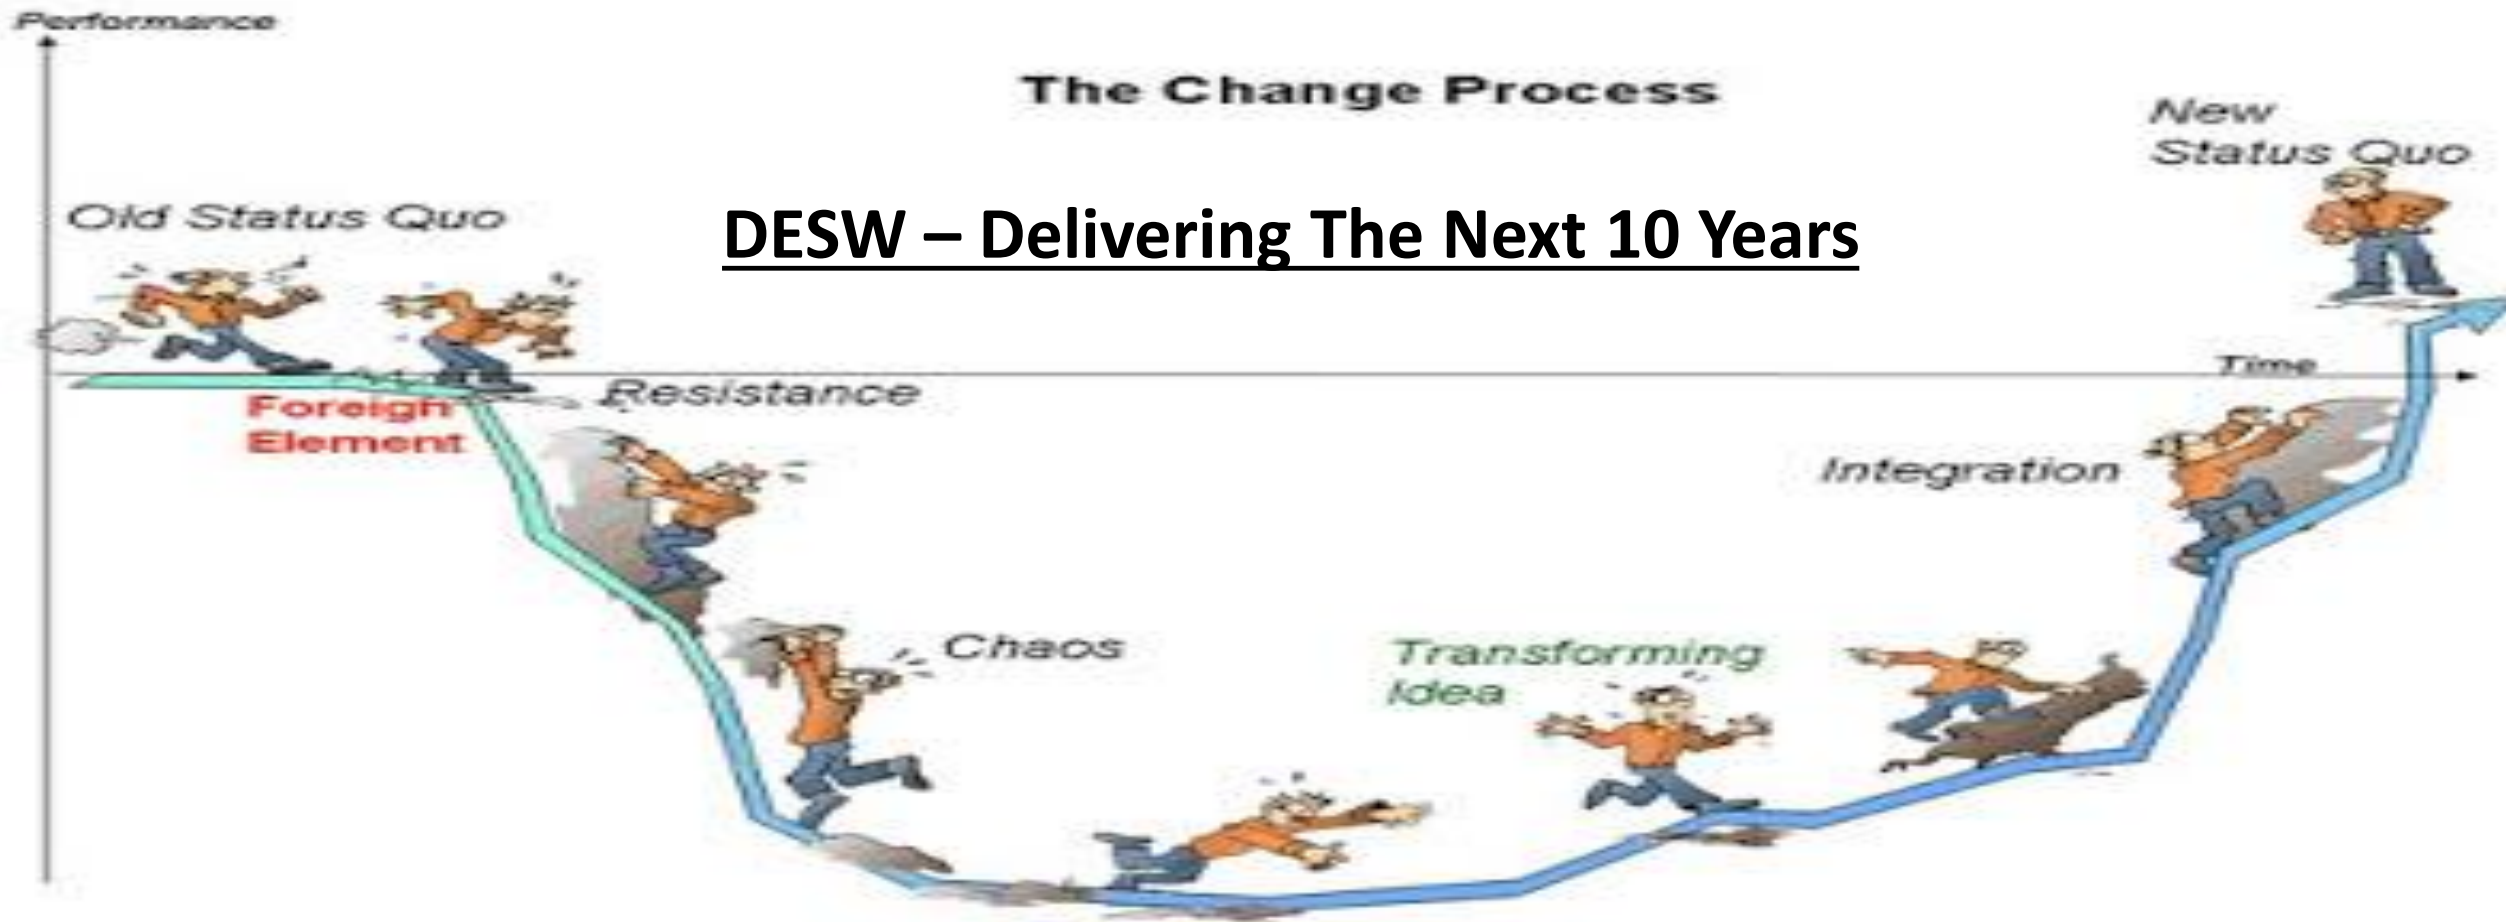 Performance
The Change Process
New
Status Quo
Old Status Quo
DESW – Delivering The Next 10 Years
Time
Resistance
Foreign
Element
Integration
Chaos
Transforming
Idea